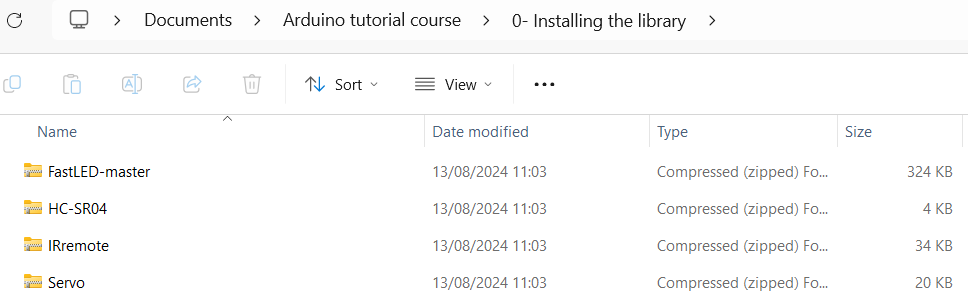 Documents > Arduino tutorial course > 0- Installing the library >
Sort View
Name Date modified Type Size
FastLED-master 13/08/2024 11:03 Compressed (zipped) Fo... 324 KB
HC-SR04 13/08/2024 11:03 Compressed (zipped) Fo... 4 KB
IRremote 13/08/2024 11:03 Compressed (zipped) Fo... 34 KB
Servo 13/08/2024 11:03 Compressed (zipped) Fo... 20 KB